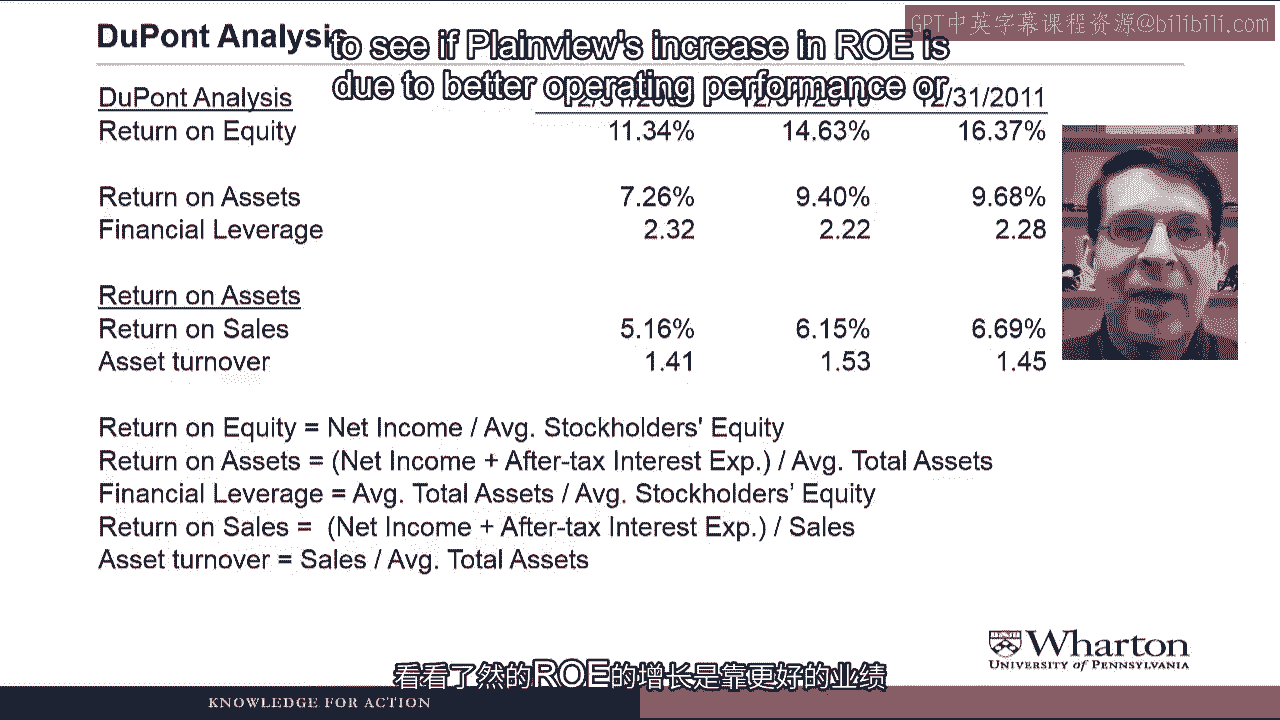 GPT中英字幕课程资源@bilibili.com
DuPont Analysis
to see if Plainview's increase in ROE is
due to better operating performance or
DuPont Analysis 12/31/2011
Return on Equity 11.34% 14.63% 16.37%
Return on Assets 7.26% 9.40% 9.68%
Financial Leverage 2.32 2.22 2.28
Return on Assets
Return on Sales 5.16% 6.15% 6.69%
Asset turnover 1.41 1.53 1.45
Return on Equity = Net Income / Avg. Stockholders' Equity
Return on Assets = (Net Income + After-tax Interest Exp.) / Avg. Total Assets
Financial Leverage = Avg. Total Assets / Avg. Stockholders’ Equity
Return on Sales = (Net Income + After-tax Interest Exp.) / Sales
Asset turnover = Sales / Avg. Total Assets
Wharton
UNIVERSITY of PENNSYLVANIA
看看了然的ROE的增长是靠更好的业绩
KNOWLEDGE FOR ACTION